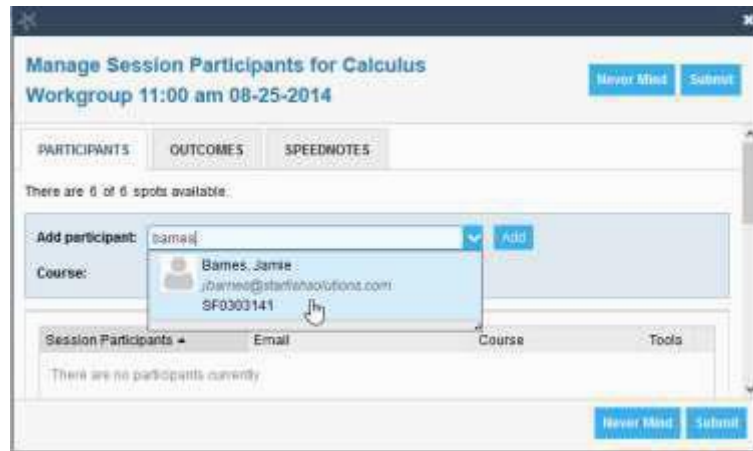 Manage Session Participants for Calculus
Workgroup 11:00 am 08-25-2014
Never Mind Submit
PARTICIPANTS OUTCOMES SPEEDNOTES
There are 6 of 6 spots available.
Add participant: barnes Add
Barnes, Jamie
Course: jbarnes@starfishsolutions.com
SF0303141
Session Participants Email Course Tools
There are no participants currently
Never Mind Submit